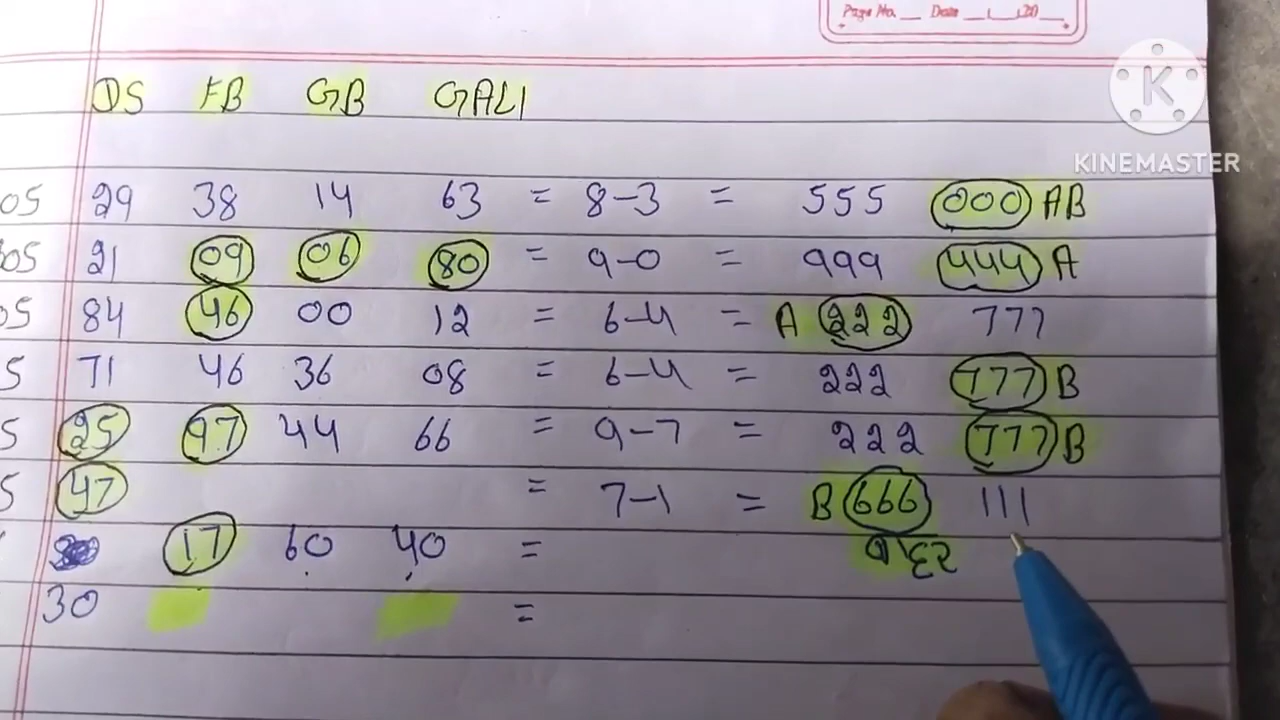 Page No. Date 20
K
KINEMASTER
DS FB GB GALI
05 29 38 14 63 = 8-3 = 555 000 AB
05 21 09 06 80 = 9-0 = 999 444 A
05 84 46 00 12 = 6-4 = A 222 777
5 71 46 36 08 = 6-4 = 222 777 B
5 25 97 44 66 = 9-7 = 222 777 B
5 47 = 7-1 = B 666 111
17 60 40 =
30 =